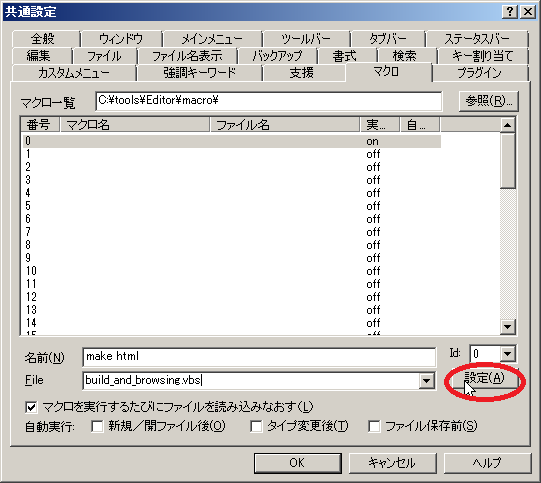 共通設定
全般 ウィンドウ メインメニュー ツールバー タブバー ステータスバー
編集 ファイル ファイル名表示 バックアップ 書式 検索 キー割り当て
カスタムメニュー 強調キーワード 支援 マクロ プラグイン
マクロ一覧 C:¥tools¥Editor¥macro¥ 参照(R)...
番号 マクロ名 ファイル名 実... 自...
0 on
1 off
2 off
3 off
4 off
5 off
6 off
7 off
8 off
9 off
10 off
11 off
12 off
13 off
14 off
15 off
名前(N) make html Id: 0
File build_and_browsing.vbs 設定(A)
マクロを実行するたびにファイルを読み込みなおす(L)
自動実行: 新規／開ファイル後(O) タイプ変更後(T) ファイル保存前(S)
OK キャンセル ヘルプ